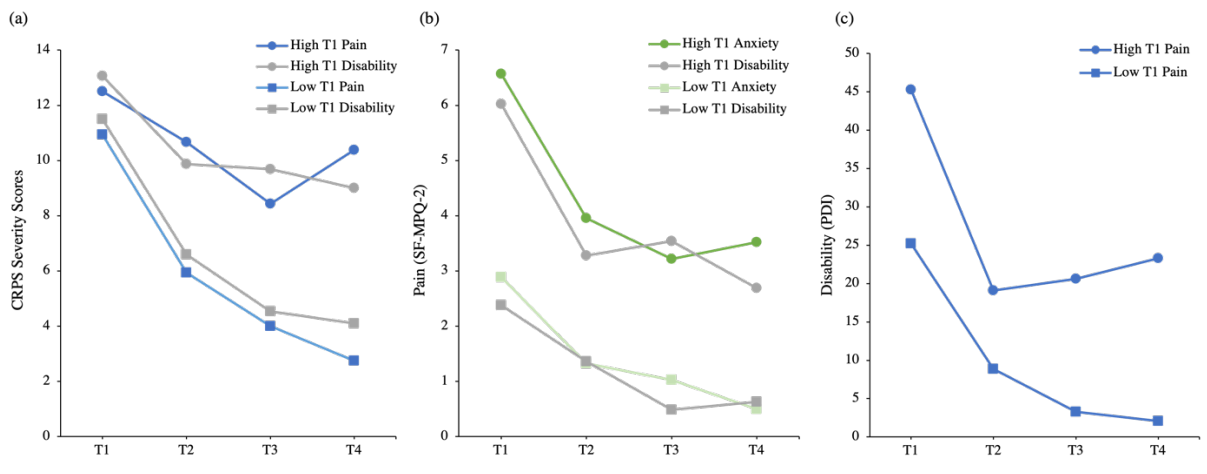 (a)
CRPS Severity Scores
14
12
10
8
6
4
2
0
T1
T2
T3
T4
High T1 Pain
High T1 Disability
Low T1 Pain
Low T1 Disability
(b)
Pain (SF-MPQ-2)
7
6
5
4
3
2
1
0
T1
T2
T3
T4
High T1 Anxiety
High T1 Disability
Low T1 Anxiety
Low T1 Disability
(c)
Disability (PDI)
50
45
40
35
30
25
20
15
10
5
0
T1
T2
T3
T4
High T1 Pain
Low T1 Pain